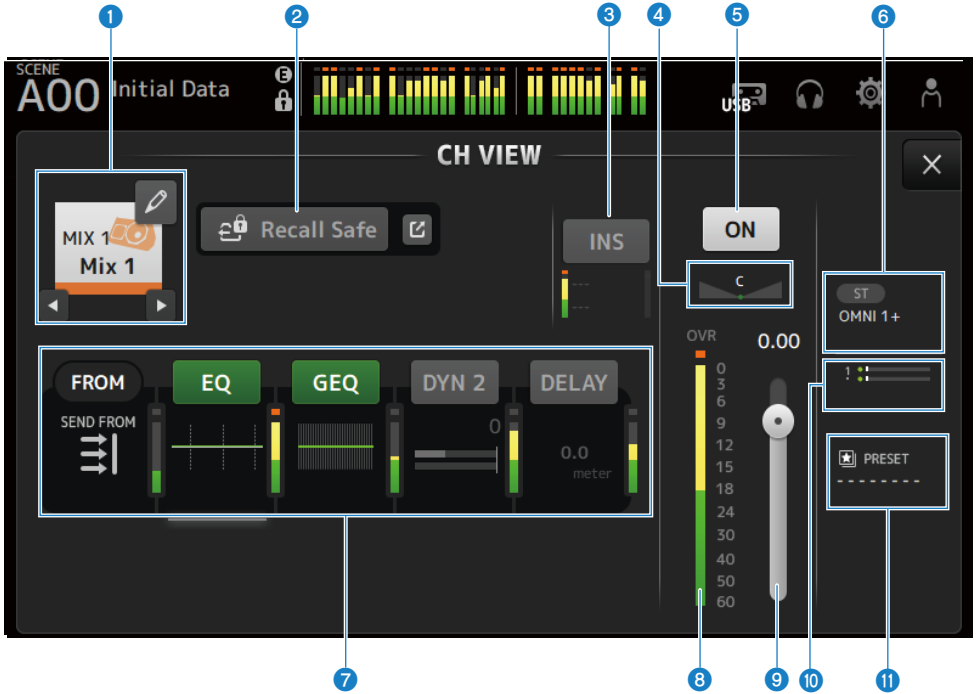 1 2 3 4 5 6
SCENE
A00 Initial Data
E
USB
CH VIEW
MIX 1
Mix 1
Recall Safe
INS
---
---
ON
C
ST
OMNI 1+
OVR
0.00
0
3
6
9
12
15
18
24
30
40
50
60
1
PRESET
--------
FROM
EQ
GEQ
DYN 2
DELAY
SEND FROM
0
0.0
meter
7 8 9 10 11